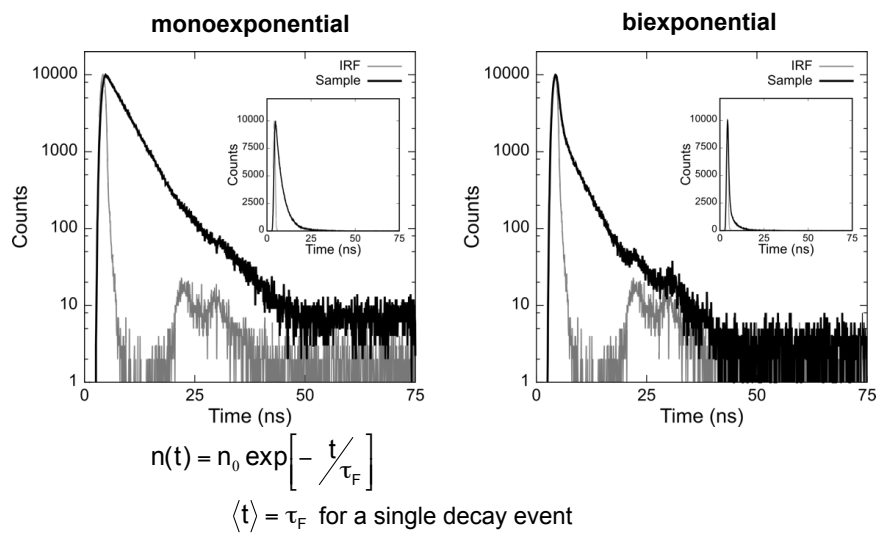 monoexponential
biexponential
10000
1000
100
10
1
Counts
0
25
50
75
Time (ns)
IRF
Sample
10000
7500
5000
2500
0
Counts
0
25
50
75
Time (ns)
10000
1000
100
10
1
Counts
0
25
50
75
Time (ns)
IRF
Sample
10000
7500
5000
2500
0
Counts
0
25
50
75
Time (ns)
n(t) = n₀ exp[− t/τ_F]
⟨t⟩ = τ_F for a single decay event